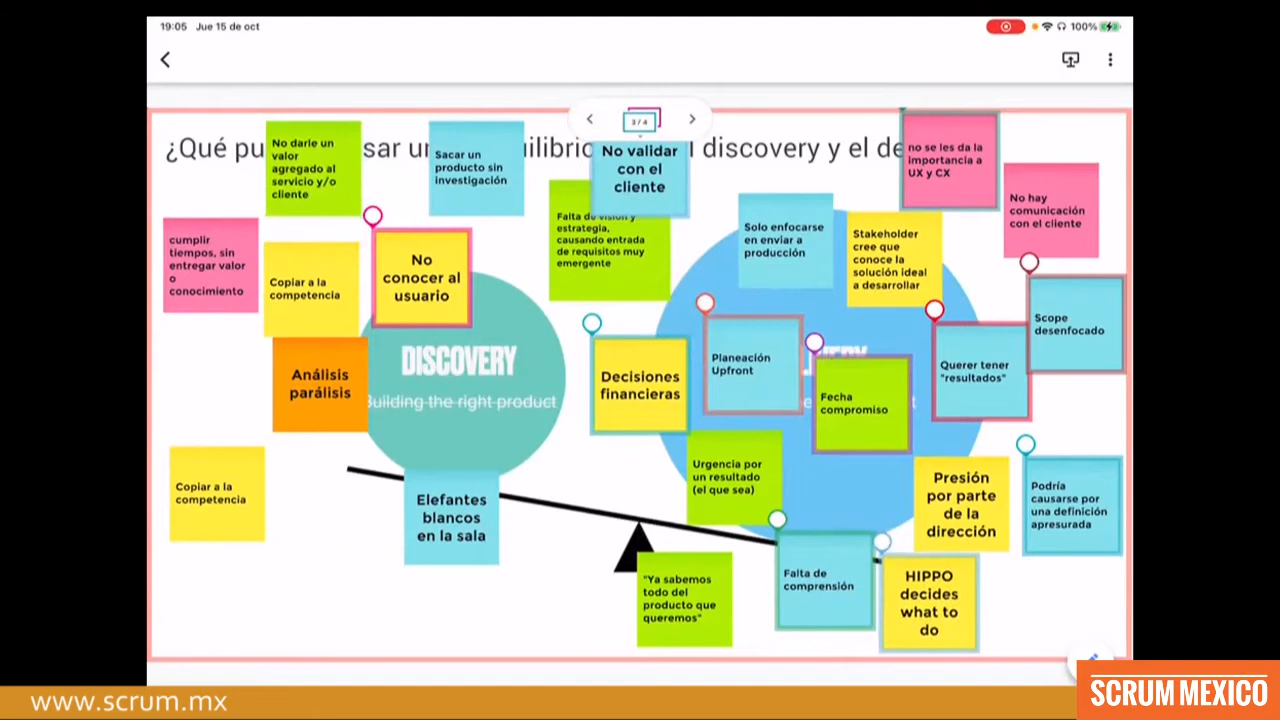 19:05 Jue 15 de oct
100%
3 / 4
¿Qué pu
sar un
uilibrio
l discovery y el de
No darle un
valor
agregado al
servicio y/o
cliente
Sacar un
producto sin
investigación
No validar
con el
cliente
no se les da la
importancia a
UX y CX
No hay
comunicación
con el cliente
cumplir
tiempos, sin
entregar valor
o
conocimiento
Copiar a la
competencia
No
conocer al
usuario
Falta de visión y
estrategia,
causando entrada
de requisitos muy
emergente
Solo enfocarse
en enviar a
producción
Stakeholder
cree que
conoce la
solución ideal
a desarrollar
Scope
desenfocado
DISCOVERY
Building the right product
Análisis
parálisis
Decisiones
financieras
Planeación
Upfront
Fecha
compromiso
Querer tener
"resultados"
Copiar a la
competencia
Elefantes
blancos
en la sala
Urgencia por
un resultado
(el que sea)
Presión
por parte
de la
dirección
Podría
causarse por
una definición
apresurada
"Ya sabemos
todo del
producto que
queremos"
Falta de
comprensión
HIPPO
decides
what to
do
www.scrum.mx
SCRUM MEXICO